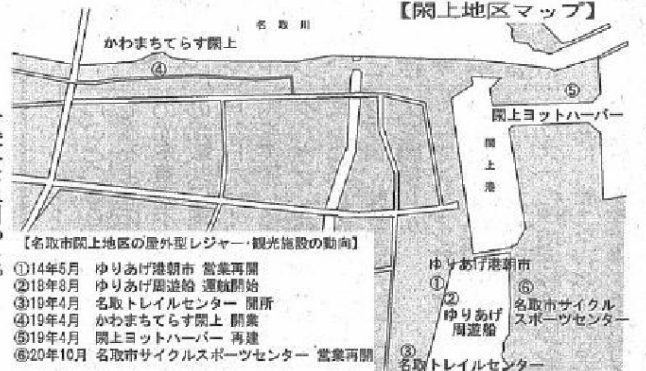 【閖上地区マップ】
名取川
かわまちてらす閖上
④
⑤
閖上ヨットハーバー
閖上港
ゆりあげ港朝市
①
②
ゆりあげ
周遊船
⑥
名取市サイクル
スポーツセンター
③
名取トレイルセンター
【名取市閖上地区の屋外型レジャー・観光施設の動向】
①14年5月 ゆりあげ港朝市 営業再開
②18年8月 ゆりあげ周遊船 運航開始
③19年4月 名取トレイルセンター 開所
④19年4月 かわまちてらす閖上 開業
⑤19年4月 閖上ヨットハーバー 再建
⑥20年10月 名取市サイクルスポーツセンター 営業再開